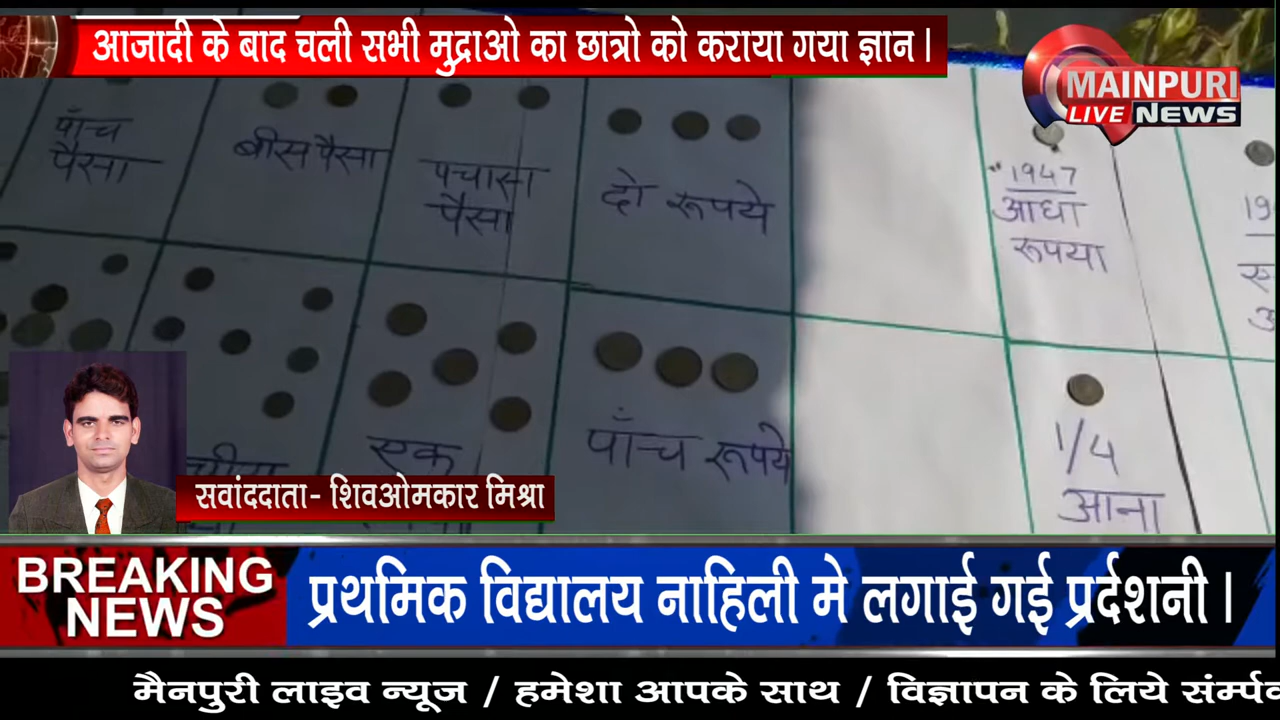 आजादी के बाद चली सभी मुद्राओ का छात्रो को कराया गया ज्ञान।
MAINPURI
LIVE NEWS
पाँच
पैसा
बीस पैसा
पचास
पैसा
दो रूपये
"1947
आधा
रूपया
19
एक
पाँच रूपये
1/4
आना
सवांददाता- शिवओमकार मिश्रा
BREAKING
NEWS
प्रथमिक विद्यालय नाहिली मे लगाई गई प्रर्दशनी।
मैनपुरी लाइव न्यूज / हमेशा आपके साथ / विज्ञापन के लिये संर्म्पक